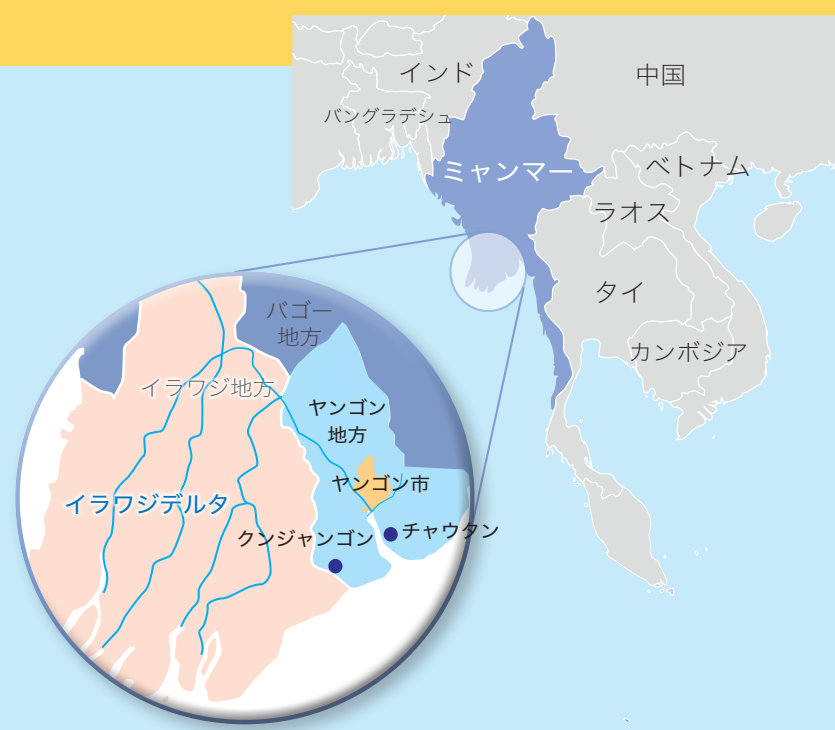 インド
中国
バングラデシュ
ミャンマー
ベトナム
ラオス
タイ
カンボジア
バゴー
地方
イラワジ地方
ヤンゴン
地方
ヤンゴン市
イラワジデルタ
クンジャンゴン
チャウタン